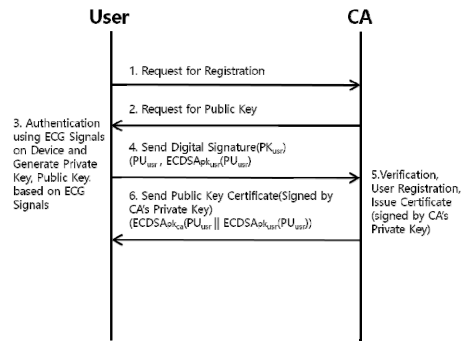 User
CA
1. Request for Registration
2. Request for Public Key
3. Authentication
using ECG Signals
on Device and
Generate Private
Key, Public Key.
based on ECG
Signals
4. Send Digital Signature(PKusr)
(PUusr , ECDSApkusr(PUusr)
5.Verification,
User Registration,
Issue Certificate
(signed by CA's
Private Key)
6. Send Public Key Certificate(Signed by
CA's Private Key)
(ECDSApkca(PUusr || ECDSApkusr(PUusr))